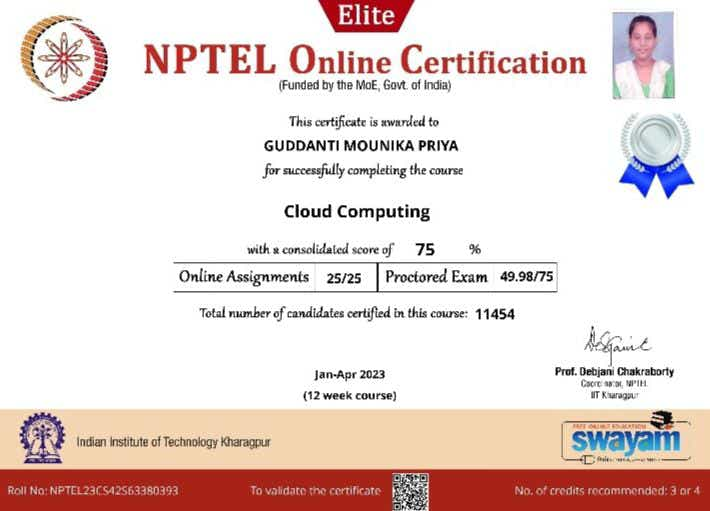 Elite
NPTEL Online Certification
(Funded by the MoE, Govt. of India)
This certificate is awarded to
GUDDANTI MOUNIKA PRIYA
for successfully completing the course
Cloud Computing
with a consolidated score of 75 %
Online Assignments 25/25 Proctored Exam 49.98/75
Total number of candidates certified in this course: 11454
Prof. Debjani Chakraborty
Coordinator, NPTEL
IIT Kharagpur
Jan-Apr 2023
(12 week course)
Indian Institute of Technology Kharagpur
FREE ONLINE EDUCATION
swayam
Roll No: NPTEL23CS42S63380393 To validate the certificate No. of credits recommended: 3 or 4